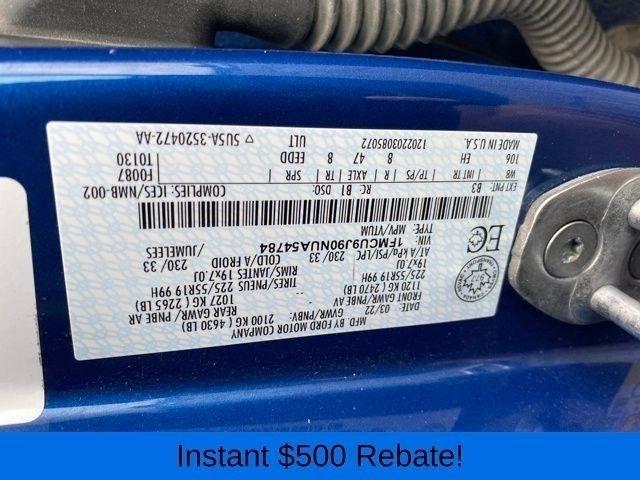 MFD. BY FORD MOTOR COMPANY
DATE: 03/22 GVWR/PNBV: 2100 KG (4630 LB)
FRONT GAWR/PNBE AV REAR GAWR/PNBE AR
1120 KG (2470 LB) 1027 KG (2265 LB)
225/55R19 99H TIRES/PNEUS 225/55R19 99H
19x7.0J RIMS/JANTES 19x7.0J
AT/A kPa/PSI/LPC 230 / 33 COLD A FROID 230 / 33
/JUMELEES
VIN: 1FMCU9J90NUA54784
TYPE: MPV/VTUM
EXT PNT: B3 RC: B1 DSO: COMPLIES: ICES/NMB-002
WB INT TR TP/PS R AXLE TR SPR F0087
106 EH 8 47 8 EEDD T0130
MADE IN U.S.A. 120220308072 ULT 5U5A-3520472-AA
Instant $500 Rebate!